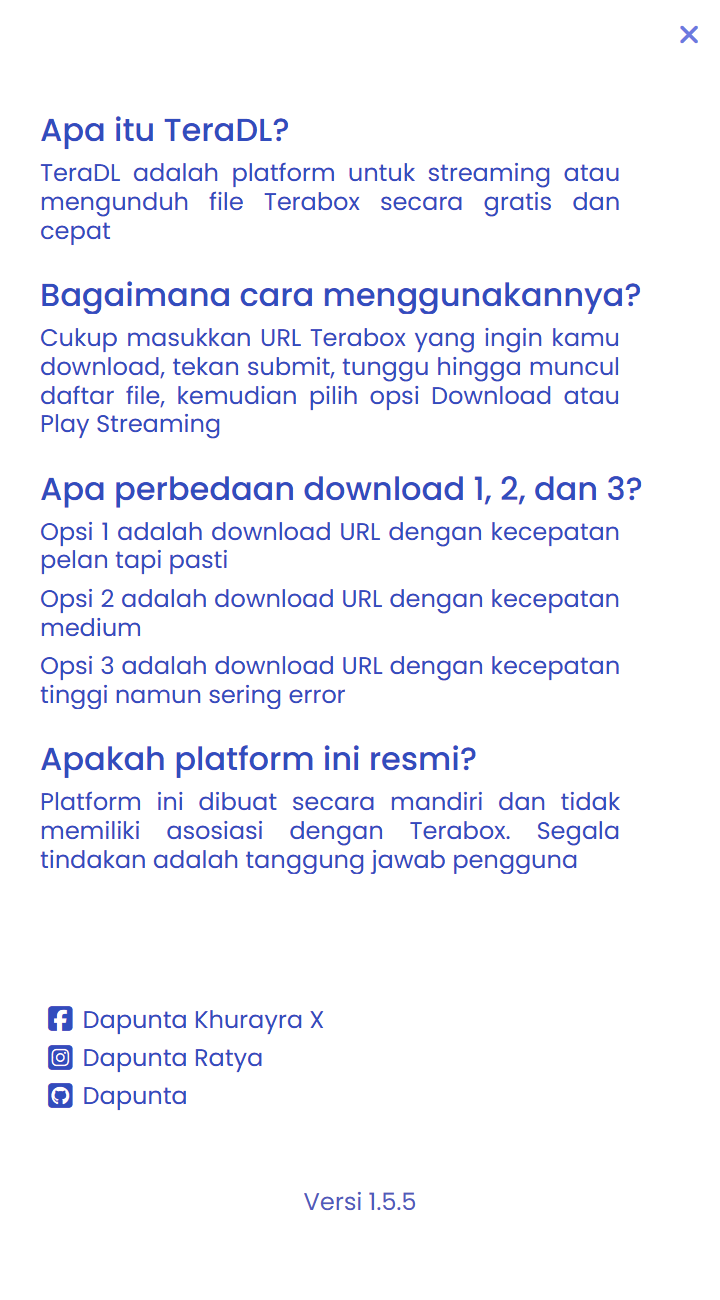 Apa itu TeraDL?
TeraDL adalah platform untuk streaming atau
mengunduh file Terabox secara gratis dan
cepat
Bagaimana cara menggunakannya?
Cukup masukkan URL Terabox yang ingin kamu
download, tekan submit, tunggu hingga muncul
daftar file, kemudian pilih opsi Download atau
Play Streaming
Apa perbedaan download 1, 2, dan 3?
Opsi 1 adalah download URL dengan kecepatan
pelan tapi pasti
Opsi 2 adalah download URL dengan kecepatan
medium
Opsi 3 adalah download URL dengan kecepatan
tinggi namun sering error
Apakah platform ini resmi?
Platform ini dibuat secara mandiri dan tidak
memiliki asosiasi dengan Terabox. Segala
tindakan adalah tanggung jawab pengguna
Dapunta Khurayra X
Dapunta Ratya
Dapunta
Versi 1.5.5